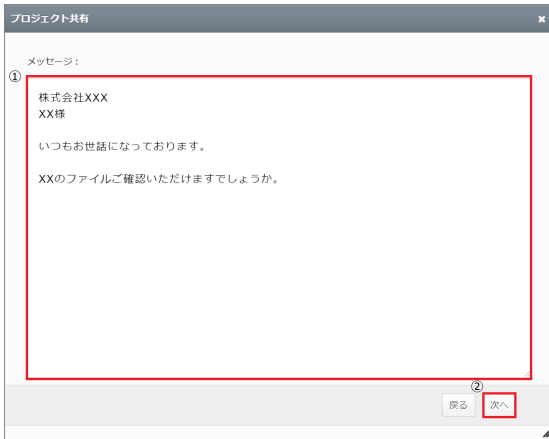 プロジェクト共有
メッセージ：
①
株式会社XXX
XX様
いつもお世話になっております。
XXのファイルご確認いただけますでしょうか。
②
戻る 次へ